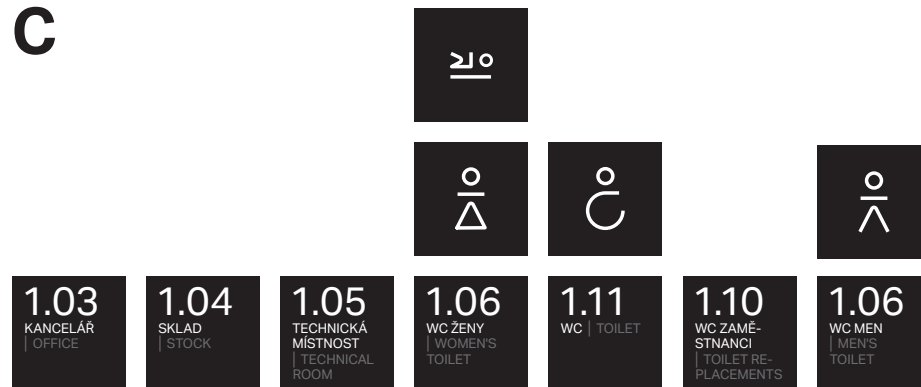 C
1.03
KANCELÁŘ
| OFFICE
1.04
SKLAD
| STOCK
1.05
TECHNICKÁ
MÍSTNOST
| TECHNICAL
ROOM
1.06
WC ŽENY
| WOMEN'S
TOILET
1.11
WC | TOILET
1.10
WC ZAMĚ-
STNANCI
| TOILET RE-
PLACEMENTS
1.06
WC MEN
| MEN'S
TOILET